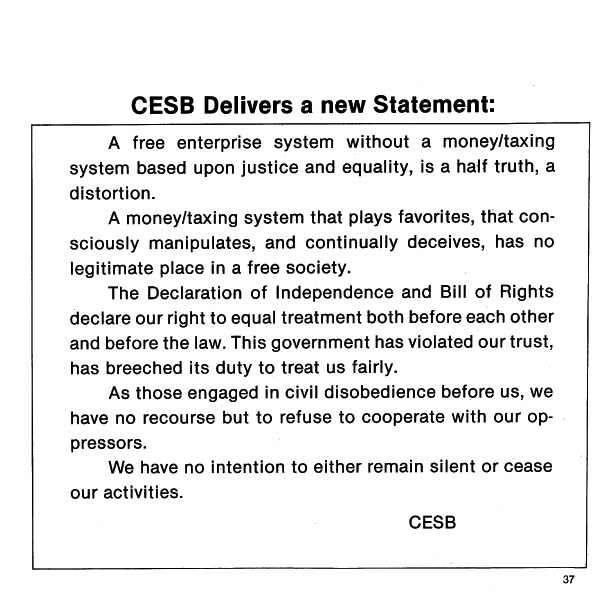 CESB Delivers a new Statement:
A free enterprise system without a money/taxing
system based upon justice and equality, is a half truth, a
distortion.
A money/taxing system that plays favorites, that con-
sciously manipulates, and continually deceives, has no
legitimate place in a free society.
The Declaration of Independence and Bill of Rights
declare our right to equal treatment both before each other
and before the law. This government has violated our trust,
has breeched its duty to treat us fairly.
As those engaged in civil disobedience before us, we
have no recourse but to refuse to cooperate with our op-
pressors.
We have no intention to either remain silent or cease
our activities.
CESB
37